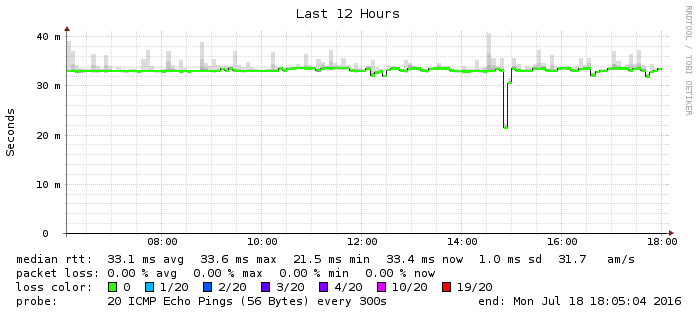 Last 12 Hours
RRDTOOL / TOBI OETIKER
Seconds
40 m
30 m
20 m
10 m
0
08:00 10:00 12:00 14:00 16:00 18:00
median rtt: 33.1 ms avg 33.6 ms max 21.5 ms min 33.4 ms now 1.0 ms sd 31.7 am/s
packet loss: 0.00 % avg 0.00 % max 0.00 % min 0.00 % now
loss color: 0 1/20 2/20 3/20 4/20 10/20 19/20
probe: 20 ICMP Echo Pings (56 Bytes) every 300s end: Mon Jul 18 18:05:04 2016